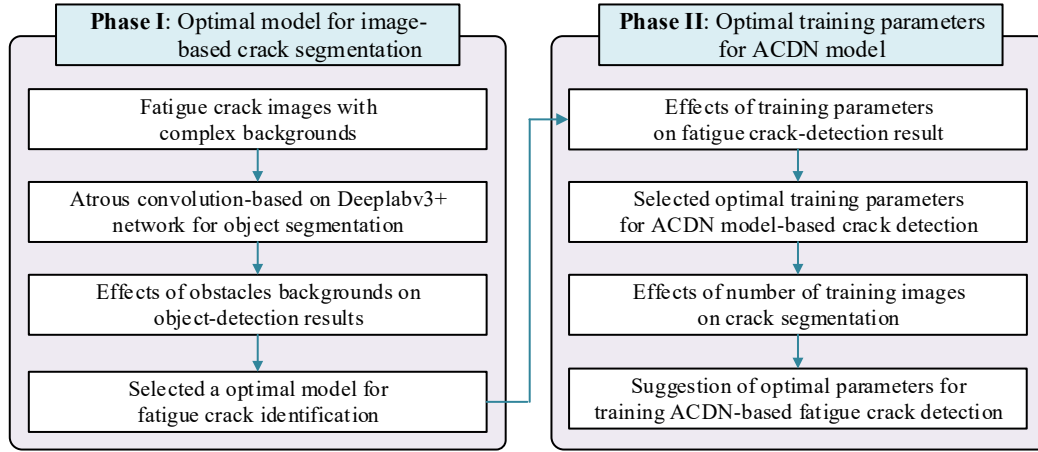 Phase I: Optimal model for image-
based crack segmentation
Fatigue crack images with
complex backgrounds
Atrous convolution-based on Deeplabv3+
network for object segmentation
Effects of obstacles backgrounds on
object-detection results
Selected a optimal model for
fatigue crack identification
Phase II: Optimal training parameters
for ACDN model
Effects of training parameters
on fatigue crack-detection result
Selected optimal training parameters
for ACDN model-based crack detection
Effects of number of training images
on crack segmentation
Suggestion of optimal parameters for
training ACDN-based fatigue crack detection